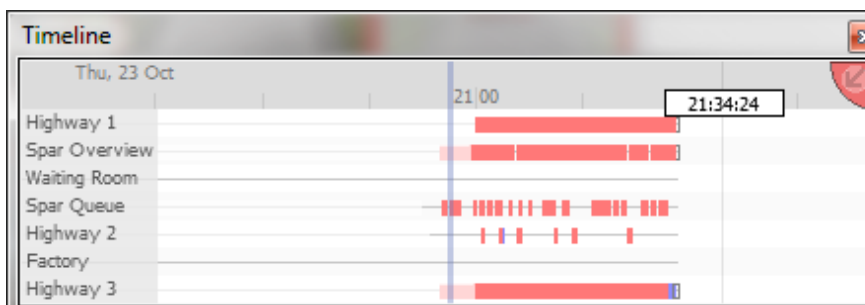 Timeline
Thu, 23 Oct
21:00
21:34:24
Highway 1
Spar Overview
Waiting Room
Spar Queue
Highway 2
Factory
Highway 3